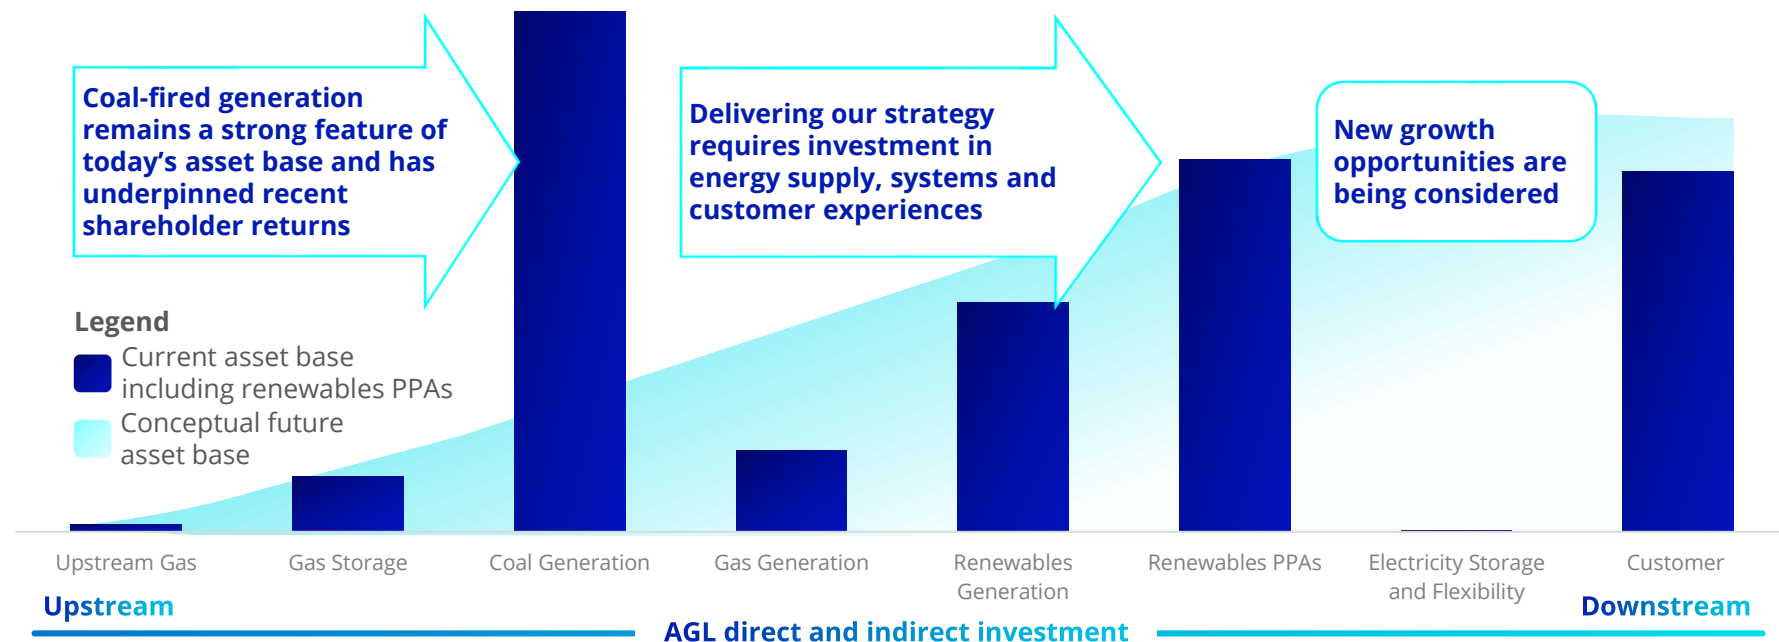 Coal-fired generation
remains a strong feature of
today’s asset base and has
underpinned recent
shareholder returns
Delivering our strategy
requires investment in
energy supply, systems and
customer experiences
New growth
opportunities are
being considered
Legend
Current asset base
including renewables PPAs
Conceptual future
asset base
Upstream Gas
Gas Storage
Coal Generation
Gas Generation
Renewables
Generation
Renewables PPAs
Electricity Storage
and Flexibility
Customer
Upstream
Downstream
AGL direct and indirect investment